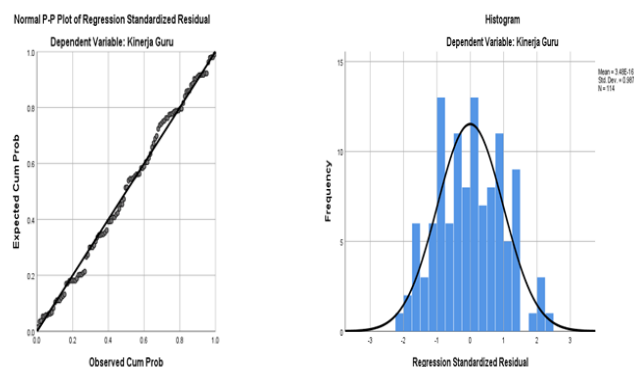 Normal P-P Plot of Regression Standardized Residual
Dependent Variable: Kinerja Guru
Expected Cum Prob
1.0
0.8
0.6
0.4
0.2
0.0
0.0 0.2 0.4 0.6 0.8 1.0
Observed Cum Prob
Histogram
Dependent Variable: Kinerja Guru
Mean = 3.48E-16
Std. Dev. = 0.987
N = 114
Frequency
15
10
5
0
-3 -2 -1 0 1 2 3
Regression Standardized Residual